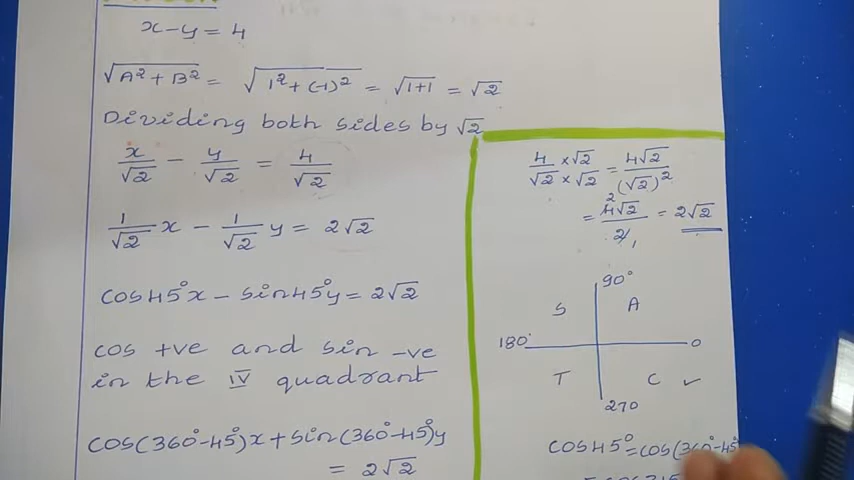 x-y = 4
√A²+B² = √1²+(-1)² = √1+1 = √2
Dividing both sides by √2
x/√2 - y/√2 = 4/√2
1/√2 x - 1/√2 y = 2√2
cos45°x - sin45°y = 2√2
cos +ve and sin -ve
in the IV quadrant
cos(360°-45°)x + sin(360°-45°)y
= 2√2
4/√2 ×√2/×√2 = 4√2/(√2)²
= 4√2/2 = 2√2
90°
S A
180° 0
T C ✓
270
cos45° = cos(360°-45°